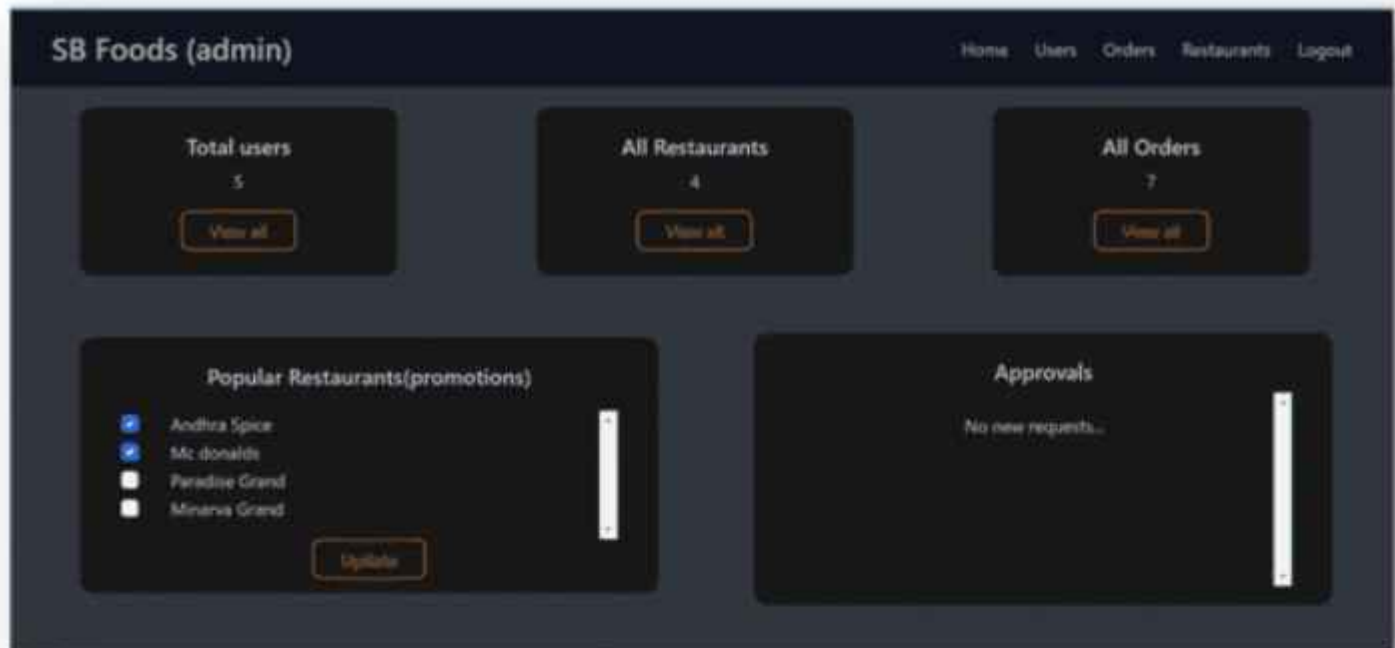 SB Foods (admin)
Home Users Orders Restaurants Logout
Total users
5
View all
All Restaurants
4
View all
All Orders
7
View all
Popular Restaurants(promotions)
Andhra Spice
Mc donalds
Paradise Grand
Minerva Grand
Update
Approvals
No new requests...